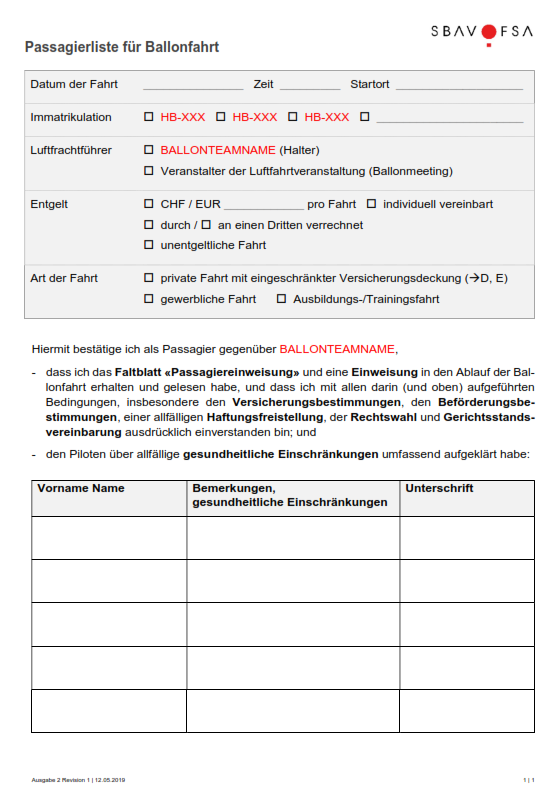 SBAV FSA
Passagierliste für Ballonfahrt
Datum der Fahrt ________________ Zeit __________ Startort ____________________
Immatrikulation ☐ HB-XXX ☐ HB-XXX ☐ HB-XXX ☐ _______________________
Luftfrachtführer ☐ BALLONTEAMNAME (Halter)
☐ Veranstalter der Luftfahrtveranstaltung (Ballonmeeting)
Entgelt ☐ CHF / EUR _____________ pro Fahrt ☐ individuell vereinbart
☐ durch / ☐ an einen Dritten verrechnet
☐ unentgeltliche Fahrt
Art der Fahrt ☐ private Fahrt mit eingeschränkter Versicherungsdeckung (→D, E)
☐ gewerbliche Fahrt ☐ Ausbildungs-/Trainingsfahrt
Hiermit bestätige ich als Passagier gegenüber BALLONTEAMNAME,
- dass ich das Faltblatt «Passagiereinweisung» und eine Einweisung in den Ablauf der Bal-
lonfahrt erhalten und gelesen habe, und dass ich mit allen darin (und oben) aufgeführten
Bedingungen, insbesondere den Versicherungsbestimmungen, den Beförderungsbe-
stimmungen, einer allfälligen Haftungsfreistellung, der Rechtswahl und Gerichtsstands-
vereinbarung ausdrücklich einverstanden bin; und
- den Piloten über allfällige gesundheitliche Einschränkungen umfassend aufgeklärt habe:
Vorname Name Bemerkungen, Unterschrift
gesundheitliche Einschränkungen
Ausgabe 2 Revision 1 | 12.05.2019 1 | 1